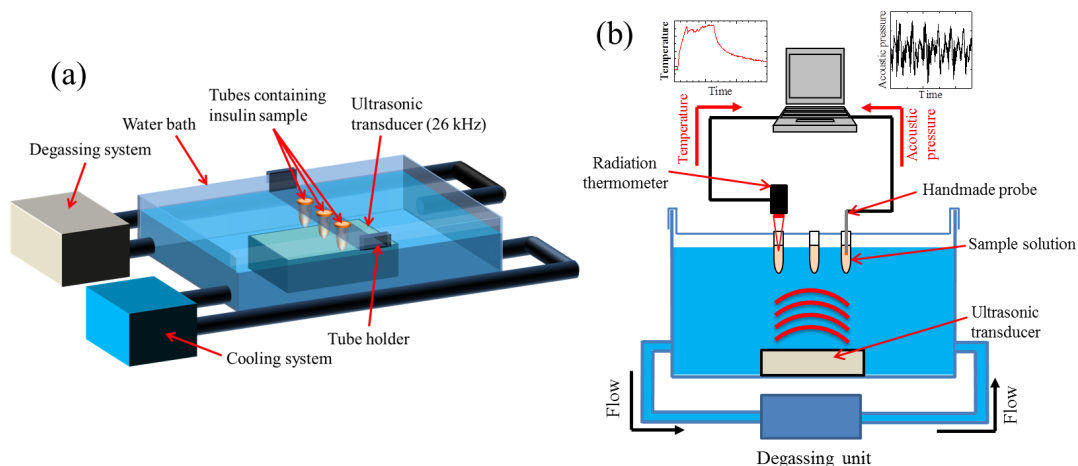 (a)
Tubes containing
insulin sample
Ultrasonic
transducer (26 kHz)
Water bath
Degassing system
Tube holder
Cooling system
(b)
Temperature
Time
Acoustic pressure
Time
Temperature
Acoustic
pressure
Radiation
thermometer
Handmade probe
Sample solution
Ultrasonic
transducer
Flow
Flow
Degassing unit